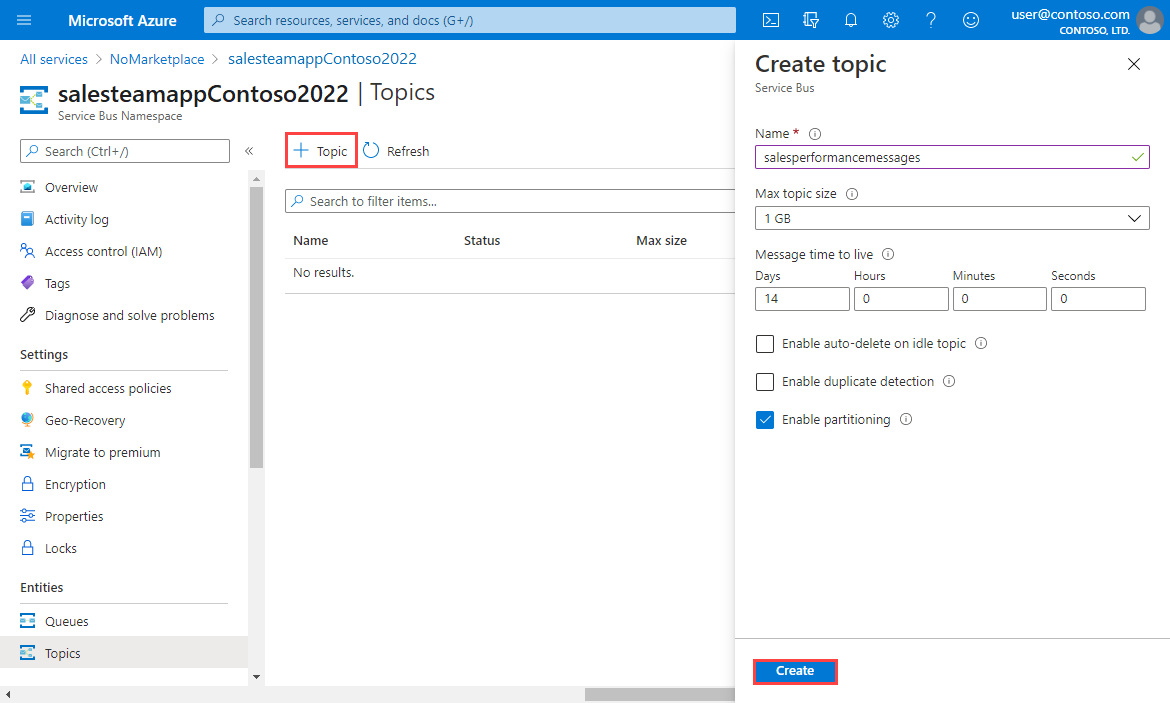 Microsoft Azure
Search resources, services, and docs (G+/)
user@contoso.com
CONTOSO, LTD.
All services > NoMarketplace > salesteamappContoso2022
salesteamappContoso2022 | Topics
Service Bus Namespace
Search (Ctrl+/)
«
Overview
Activity log
Access control (IAM)
Tags
Diagnose and solve problems
Settings
Shared access policies
Geo-Recovery
Migrate to premium
Encryption
Properties
Locks
Entities
Queues
Topics
+ Topic Refresh
Search to filter items...
Name Status Max size
No results.
Create topic
Service Bus
Name *
salesperformancemessages
Max topic size
1 GB
Message time to live
Days Hours Minutes Seconds
14 0 0 0
Enable auto-delete on idle topic
Enable duplicate detection
Enable partitioning
Create